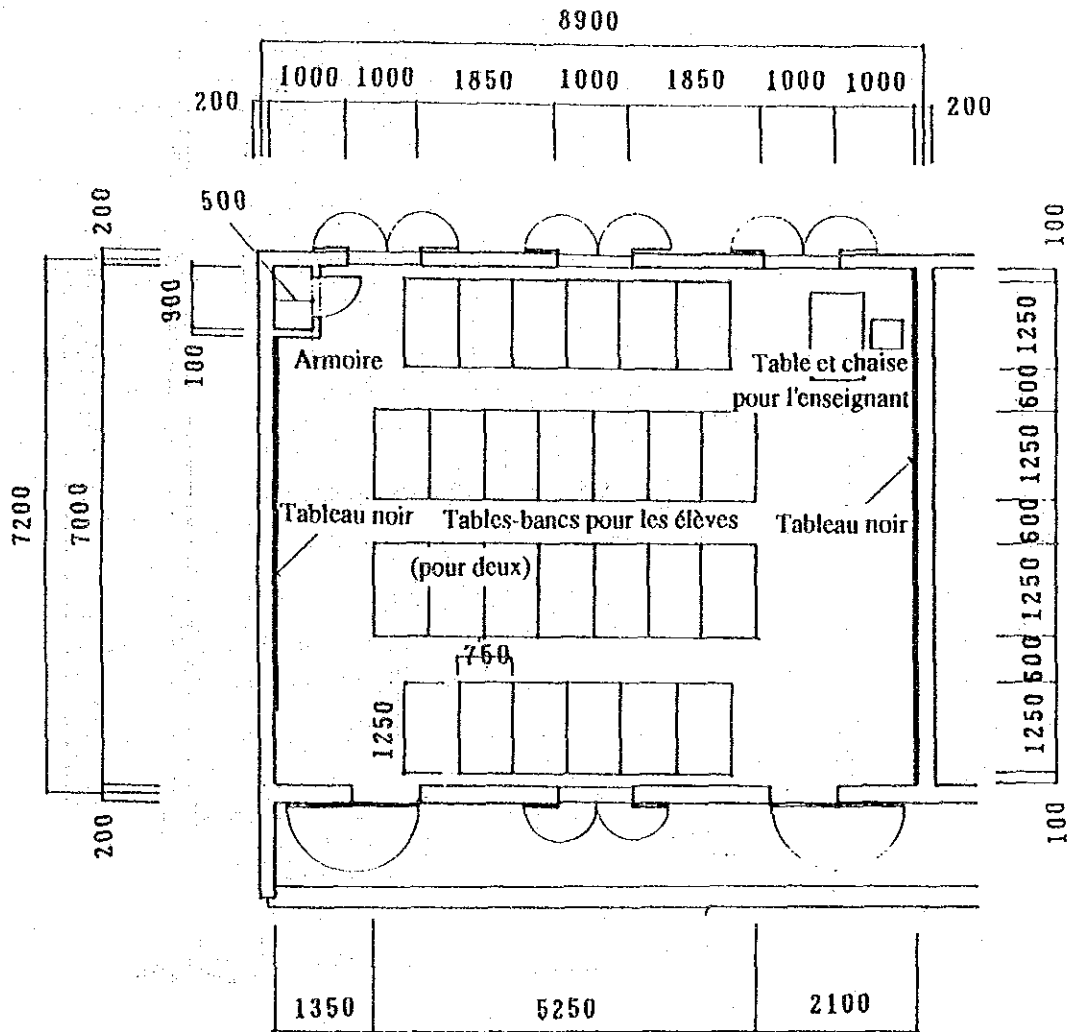 8900
1000 1000 1850 1000 1850 1000 1000
200 200
500
200
100
900
100
Armoire
Table et chaise
pour l'enseignant
1250
600
1250
600
1250
600
1250
7200
7000
Tableau noir
Tables-bancs pour les élèves
(pour deux)
Tableau noir
750
1250
200
100
1350 5250 2100